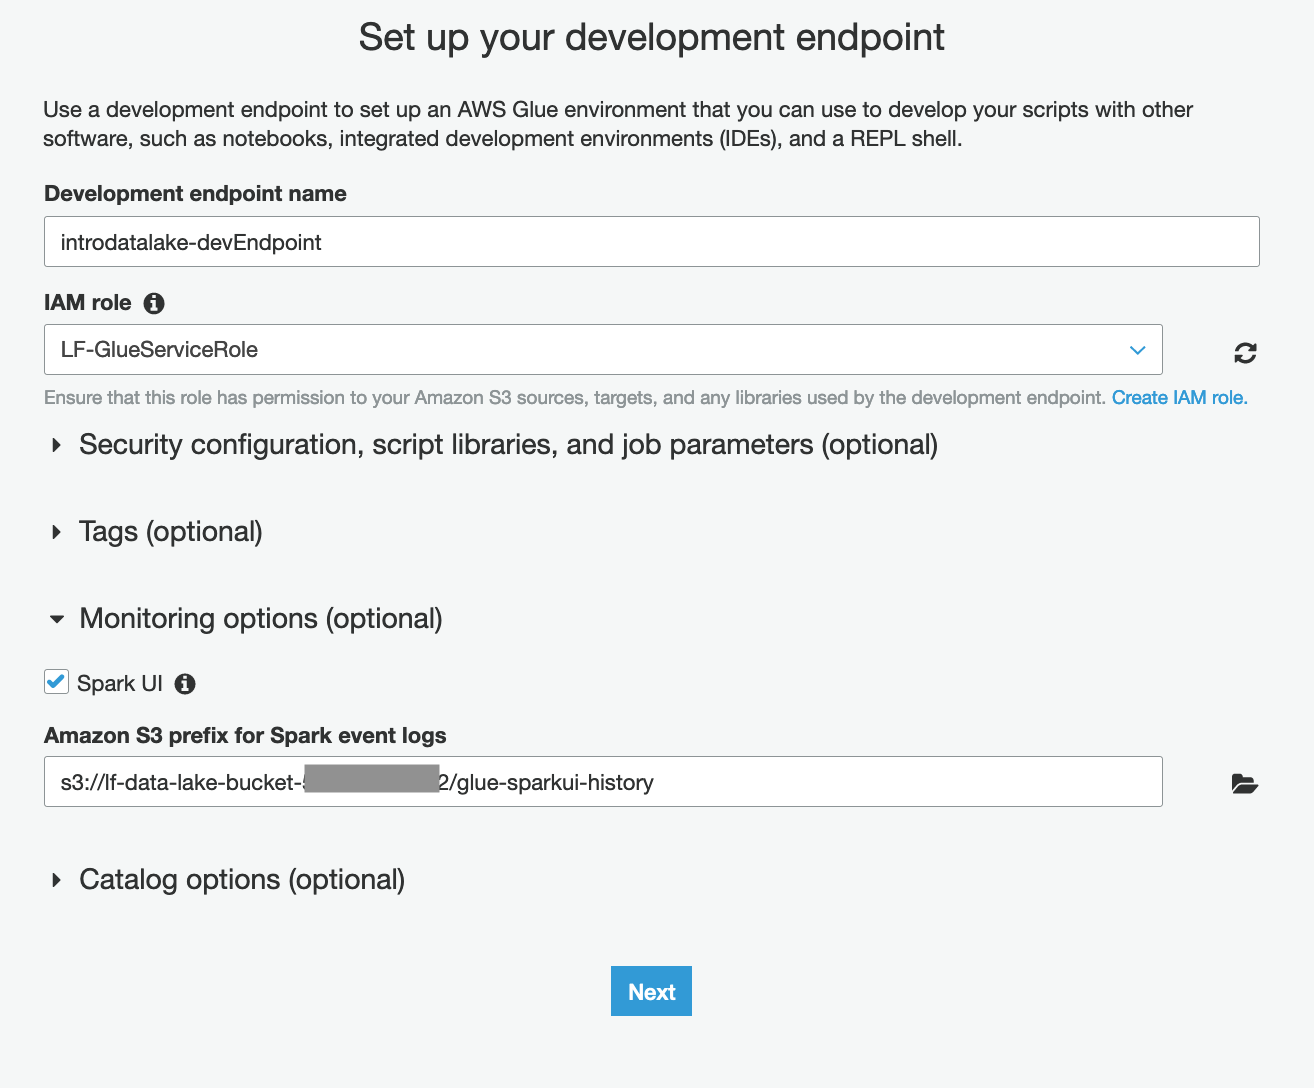 Set up your development endpoint
Use a development endpoint to set up an AWS Glue environment that you can use to develop your scripts with other
software, such as notebooks, integrated development environments (IDEs), and a REPL shell.
Development endpoint name
introdatalake-devEndpoint
IAM role
LF-GlueServiceRole
Ensure that this role has permission to your Amazon S3 sources, targets, and any libraries used by the development endpoint. Create IAM role.
Security configuration, script libraries, and job parameters (optional)
Tags (optional)
Monitoring options (optional)
Spark UI
Amazon S3 prefix for Spark event logs
s3://lf-data-lake-bucket- 2/glue-sparkui-history
Catalog options (optional)
Next